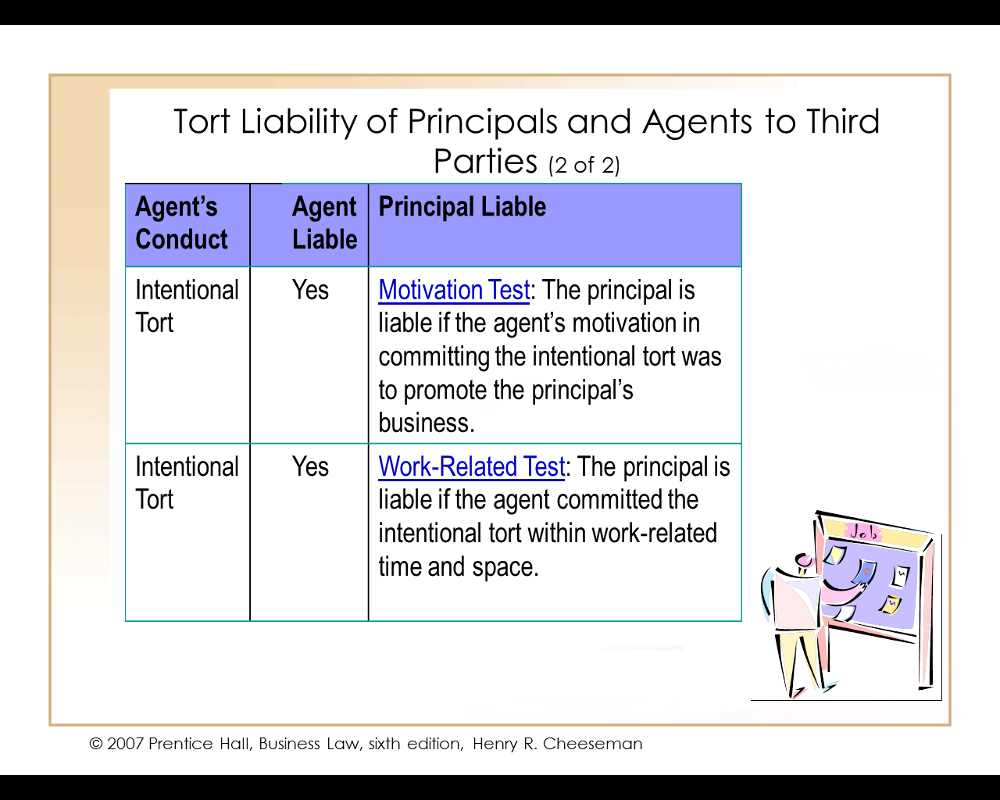 Tort Liability of Principals and Agents to Third
Parties (2 of 2)
Agent’s
Conduct
Agent
Liable
Principal Liable
Intentional
Tort
Yes
Motivation Test: The principal is
liable if the agent’s motivation in
committing the intentional tort was
to promote the principal’s
business.
Intentional
Tort
Yes
Work-Related Test: The principal is
liable if the agent committed the
intentional tort within work-related
time and space.
Job
© 2007 Prentice Hall, Business Law, sixth edition, Henry R. Cheeseman